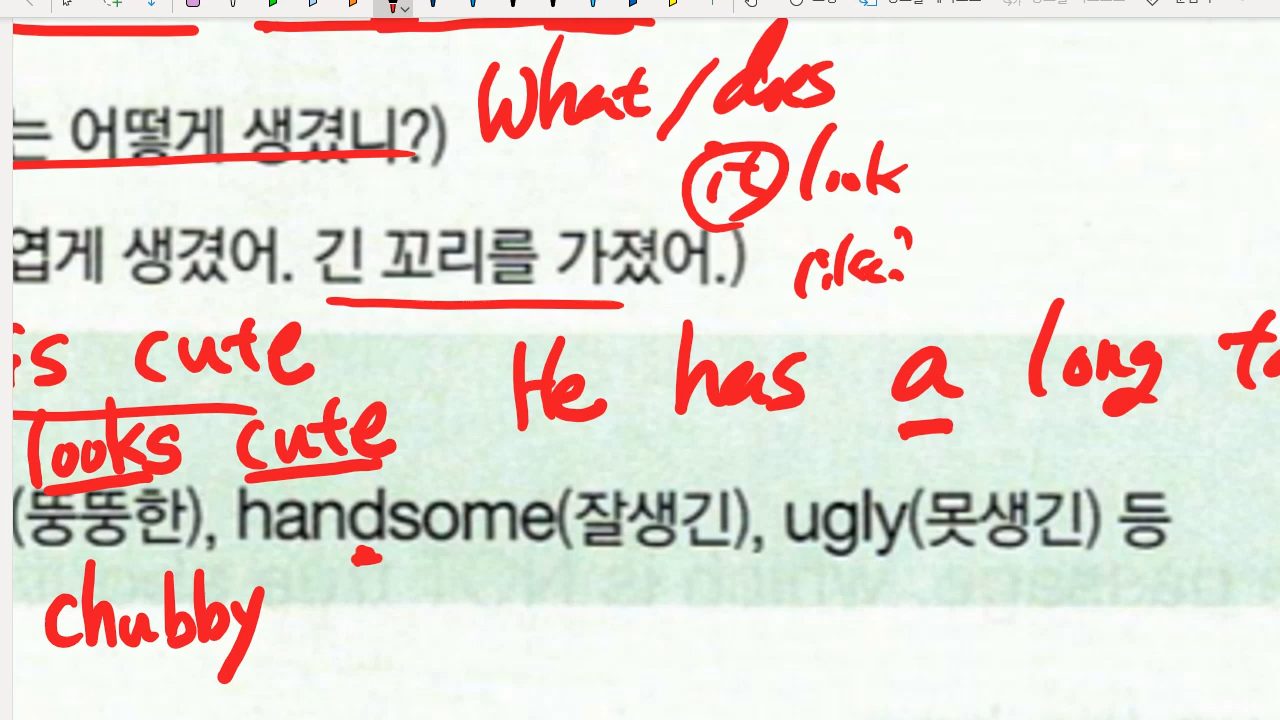 What / does
는 어떻게 생겼니?)
it look
엽게 생겼어. 긴 꼬리를 가졌어.)
like?
is cute He has a long
looks cute
(뚱뚱한), handsome(잘생긴), ugly(못생긴) 등
chubby